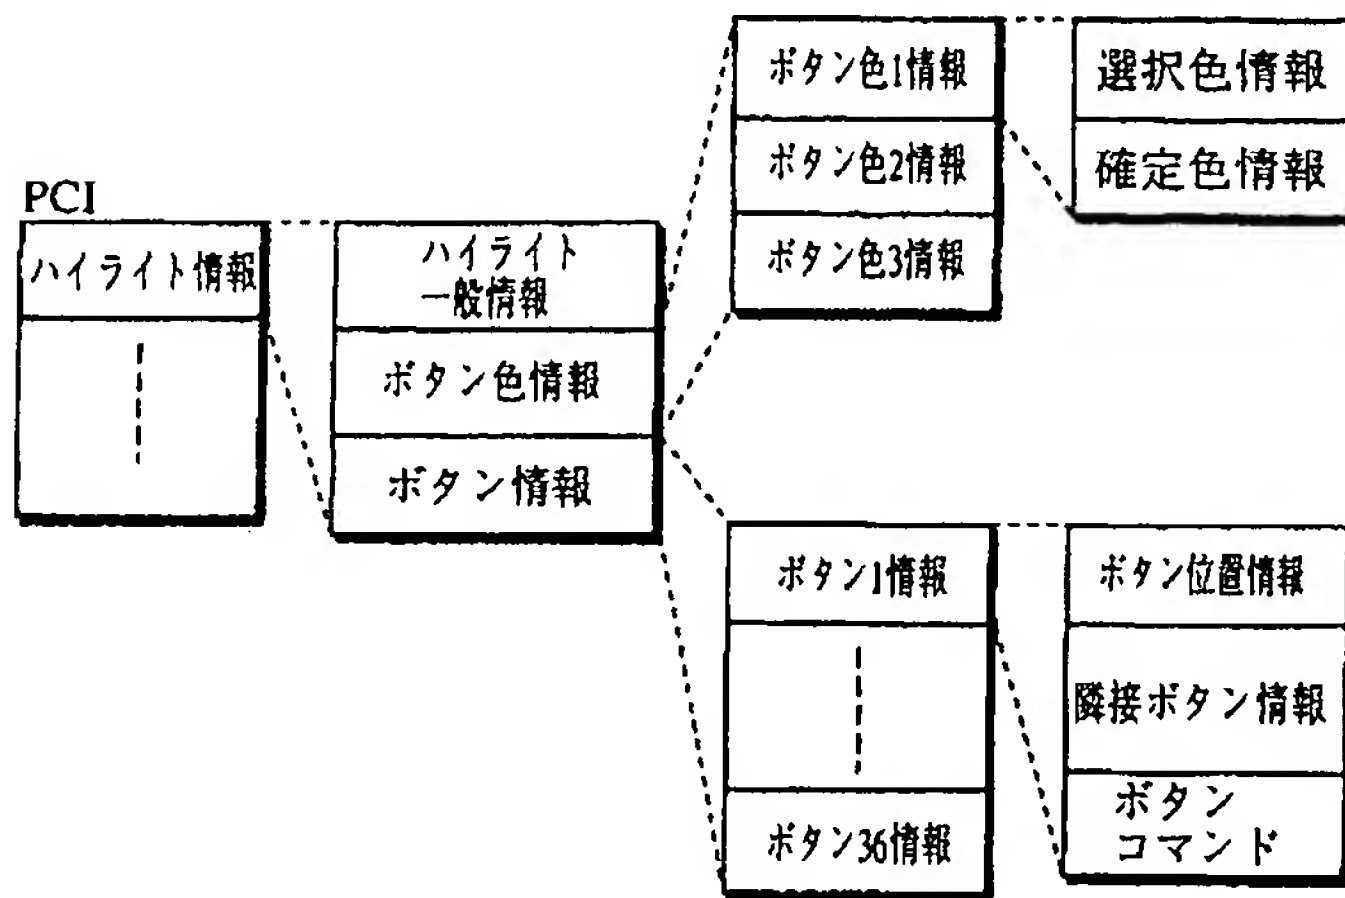 PCI
ハイライト情報
ハイライト
一般情報
ボタン色情報
ボタン情報
ボタン色1情報
ボタン色2情報
ボタン色3情報
選択色情報
確定色情報
ボタン1情報
ボタン36情報
ボタン位置情報
隣接ボタン情報
ボタン
コマンド